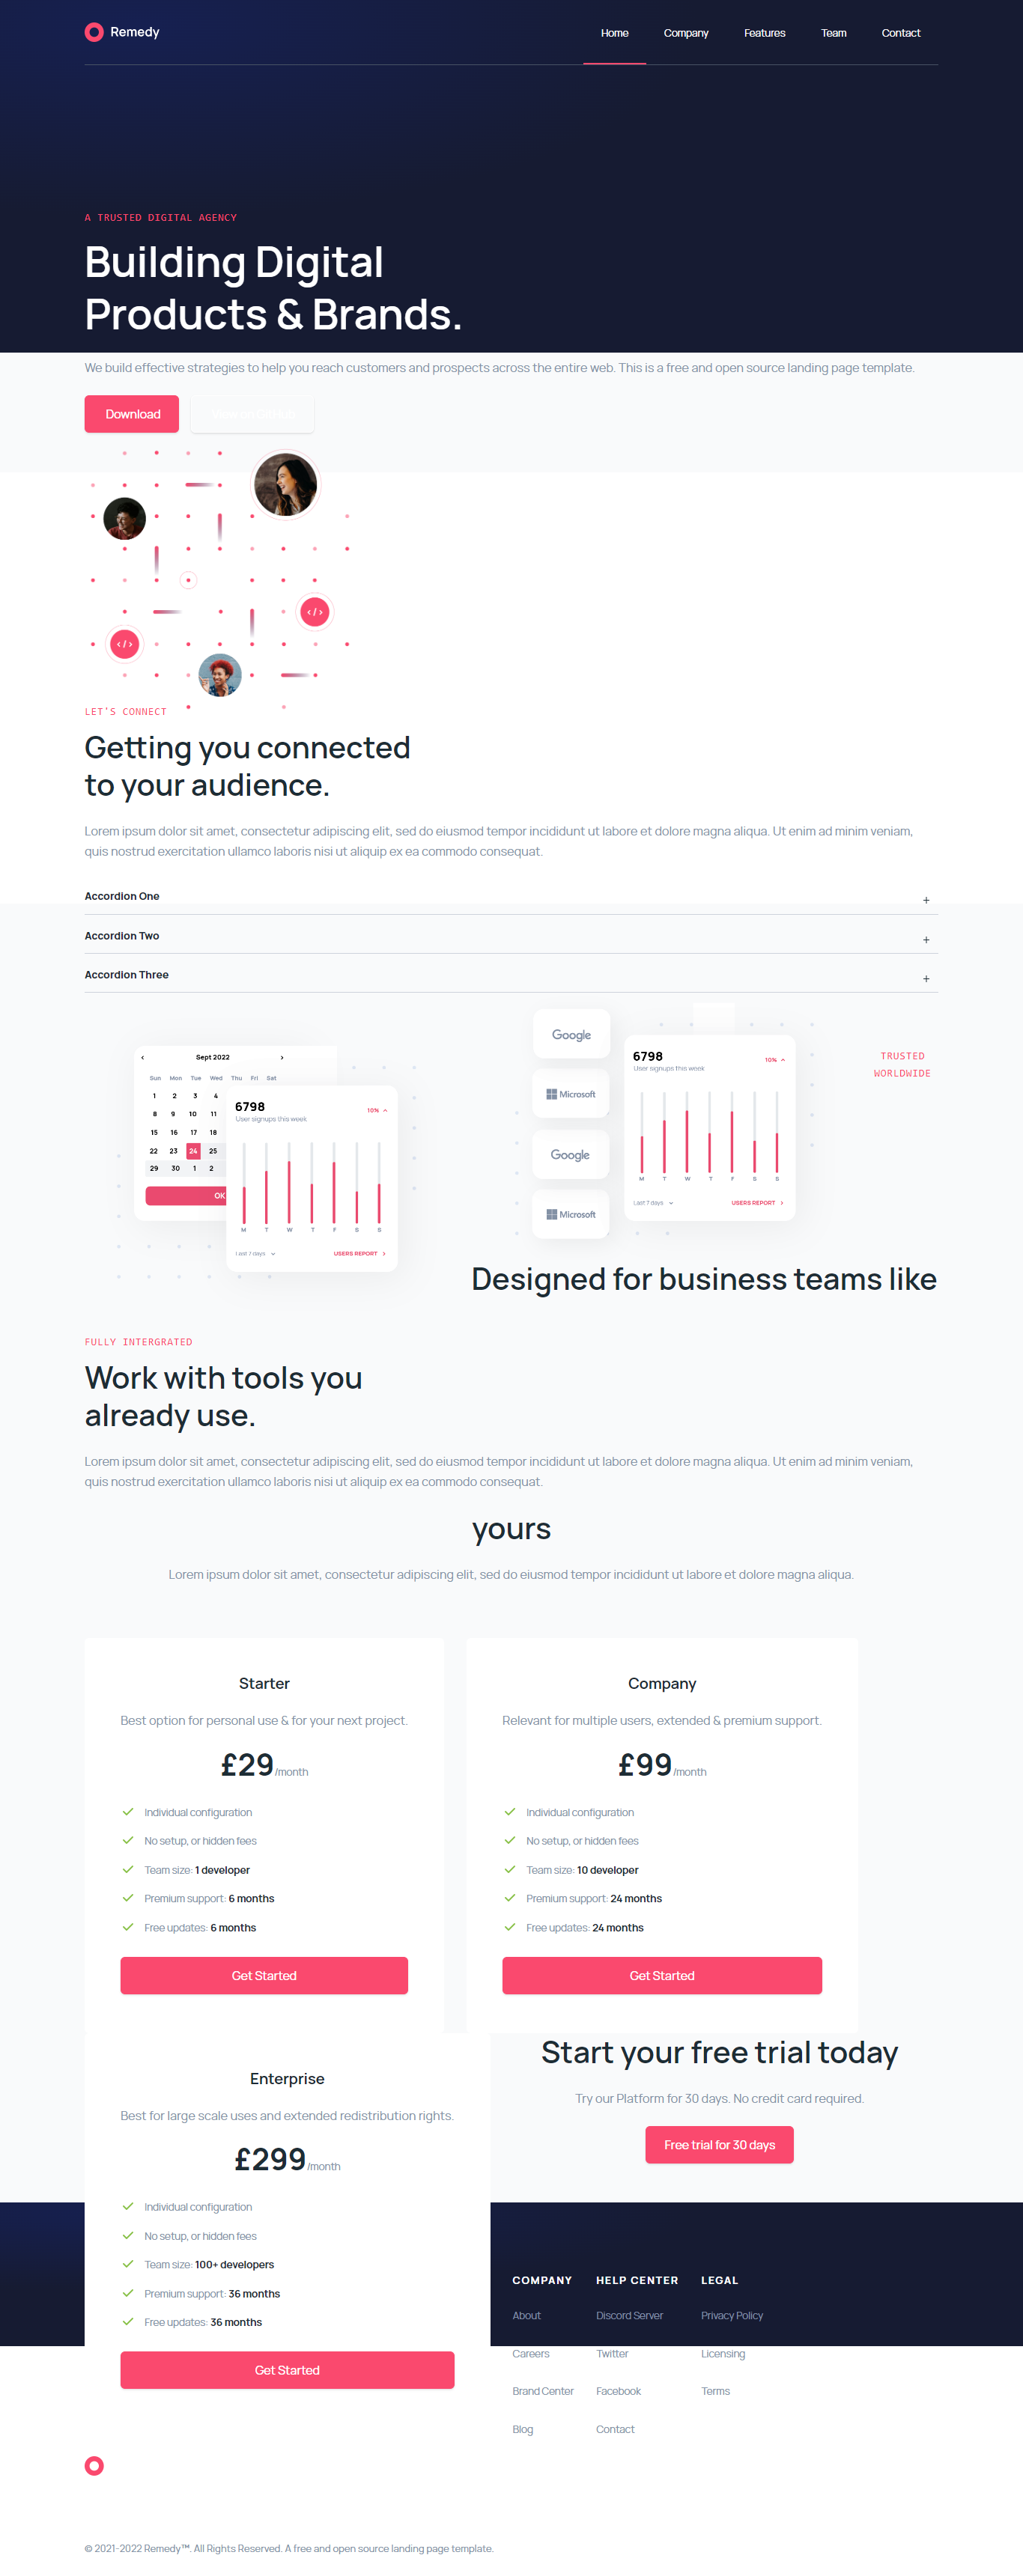 Remedy
Home
Company
Features
Team
Contact
A TRUSTED DIGITAL AGENCY
Building Digital
Products & Brands.
We build effective strategies to help you reach customers and prospects across the entire web. This is a free and open source landing page template.
Download
</>
</>
LET'S CONNECT
Getting you connected
to your audience.
Lorem ipsum dolor sit amet, consectetur adipiscing elit, sed do eiusmod tempor incididunt ut labore et dolore magna aliqua. Ut enim ad minim veniam,
quis nostrud exercitation ullamco laboris nisi ut aliquip ex ea commodo consequat.
Accordion One +
Accordion Two +
Accordion Three +
‹ Sept 2022 ›
Sun Mon Tue Wed Thu Fri Sat
1 2 3 4
8 9 10 11
15 16 17 18
22 23 24 25
29 30 1 2
OK
6798
10%
User signups this week
M T W T F S S
Last 7 days
USERS REPORT
Google
Microsoft
Google
Microsoft
6798
10%
User signups this week
M T W T F S S
Last 7 days
USERS REPORT
TRUSTED
WORLDWIDE
Designed for business teams like
FULLY INTERGRATED
Work with tools you
already use.
Lorem ipsum dolor sit amet, consectetur adipiscing elit, sed do eiusmod tempor incididunt ut labore et dolore magna aliqua. Ut enim ad minim veniam,
quis nostrud exercitation ullamco laboris nisi ut aliquip ex ea commodo consequat.
yours
Lorem ipsum dolor sit amet, consectetur adipiscing elit, sed do eiusmod tempor incididunt ut labore et dolore magna aliqua.
Starter
Best option for personal use & for your next project.
£29/month
Individual configuration
No setup, or hidden fees
Team size: 1 developer
Premium support: 6 months
Free updates: 6 months
Get Started
Company
Relevant for multiple users, extended & premium support.
£99/month
Individual configuration
No setup, or hidden fees
Team size: 10 developer
Premium support: 24 months
Free updates: 24 months
Get Started
Enterprise
Best for large scale uses and extended redistribution rights.
£299/month
Individual configuration
No setup, or hidden fees
Team size: 100+ developers
Premium support: 36 months
Free updates: 36 months
Get Started
Start your free trial today
Try our Platform for 30 days. No credit card required.
Free trial for 30 days
COMPANY
About
Careers
Brand Center
Blog
HELP CENTER
Discord Server
Twitter
Facebook
Contact
LEGAL
Privacy Policy
Licensing
Terms
© 2021-2022 Remedy™. All Rights Reserved. A free and open source landing page template.